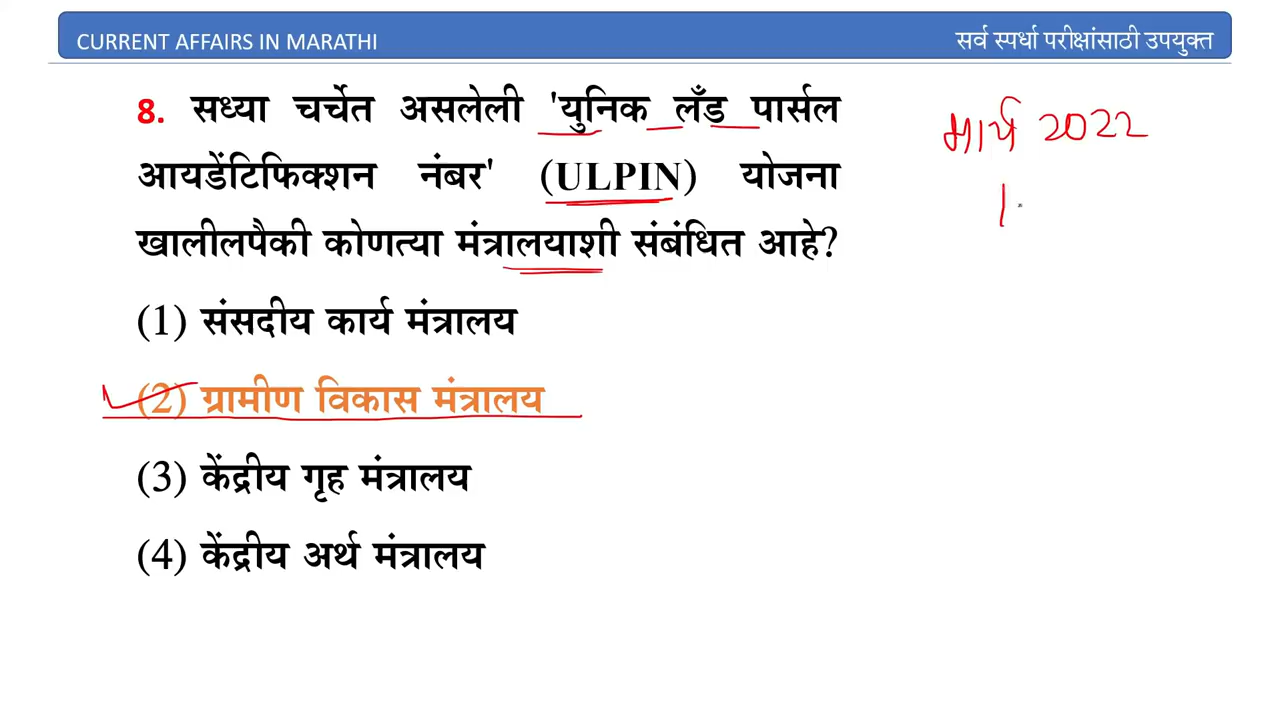 CURRENT AFFAIRS IN MARATHI
सर्व स्पर्धा परीक्षांसाठी उपयुक्त
8. सध्या चर्चेत असलेली 'युनिक लँड पार्सल
आयडेंटिफिक्शन नंबर' (ULPIN) योजना
खालीलपैकी कोणत्या मंत्रालयाशी संबंधित आहे?
(1) संसदीय कार्य मंत्रालय
(2) ग्रामीण विकास मंत्रालय
(3) केंद्रीय गृह मंत्रालय
(4) केंद्रीय अर्थ मंत्रालय
मार्च 2022